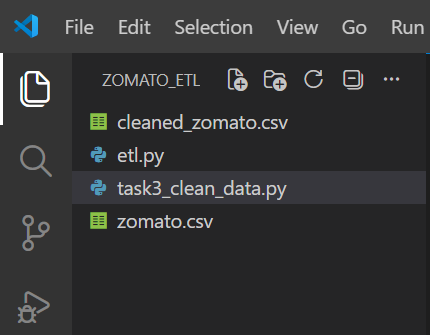 File Edit Selection View Go Run
ZOMATO_ETL
cleaned_zomato.csv
etl.py
task3_clean_data.py
zomato.csv